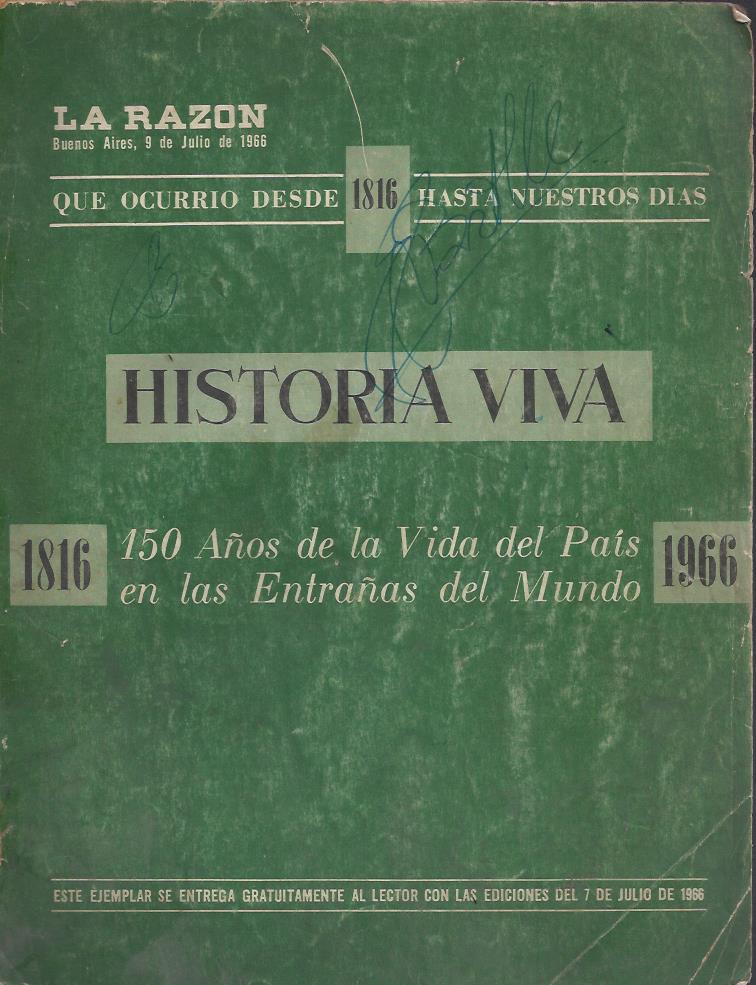 LA RAZON
Buenos Aires, 9 de Julio de 1966
QUE OCURRIO DESDE 1816 HASTA NUESTROS DIAS
HISTORIA VIVA
1816 150 Años de la Vida del País 1966
en las Entrañas del Mundo
ESTE EJEMPLAR SE ENTREGA GRATUITAMENTE AL LECTOR CON LAS EDICIONES DEL 7 DE JULIO DE 1966